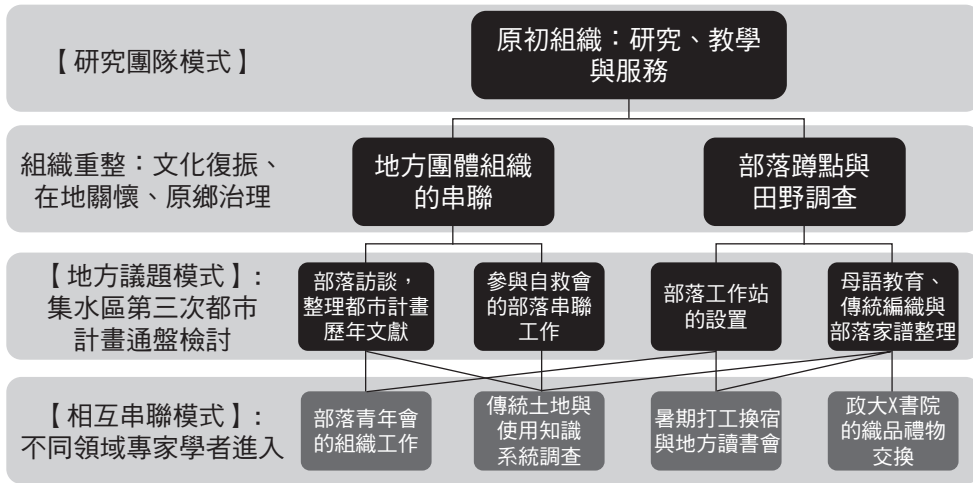 【研究團隊模式】
原初組織：研究、教學
與服務
組織重整：文化復振、
在地關懷、原鄉治理
地方團體組織
的串聯
部落蹲點與
田野調查
【地方議題模式】:
集水區第三次都市
計畫通盤檢討
部落訪談，
整理都市計畫
歷年文獻
參與自救會
的部落串聯
工作
部落工作站
的設置
母語教育、
傳統編織與
部落家譜整理
【相互串聯模式】:
不同領域專家學者進入
部落青年會
的組織工作
傳統土地與
使用知識
系統調查
暑期打工換宿
與地方讀書會
政大X書院
的織品禮物
交換